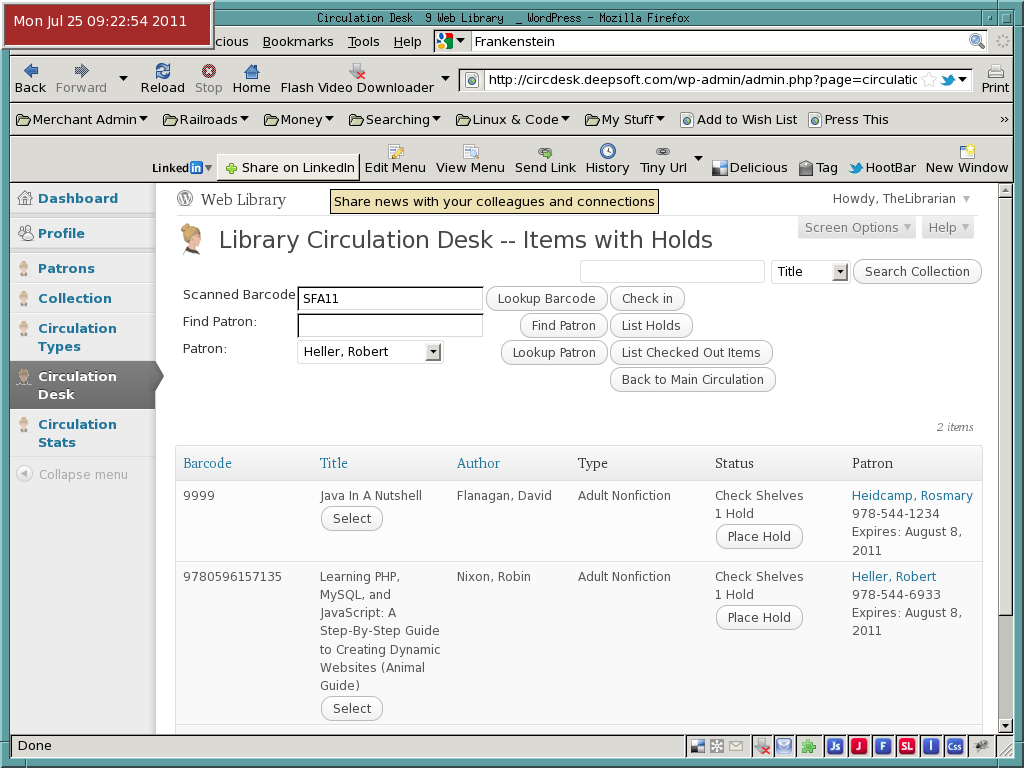 Mon Jul 25 09:22:54 2011
Circulation Desk 9 Web Library _ WordPress - Mozilla Firefox
Bookmarks Tools Help
Frankenstein
Back Forward Reload Stop Home Flash Video Downloader
http://circdesk.deepsoft.com/wp-admin/admin.php?page=circulatic
Print
Merchant Admin Railroads Money Searching Linux & Code My Stuff Add to Wish List Press This »
Linked in Share on LinkedIn Edit Menu View Menu Send Link History Tiny Url Delicious Tag HootBar New Window
Share news with your colleagues and connections
Dashboard
Profile
Patrons
Collection
Circulation
Types
Circulation
Desk
Circulation
Stats
Collapse menu
Web Library
Howdy, TheLibrarian
Screen Options Help
Library Circulation Desk -- Items with Holds
Title Search Collection
Scanned Barcode SFA11 Lookup Barcode Check in
Find Patron: Find Patron List Holds
Patron: Heller, Robert Lookup Patron List Checked Out Items
Back to Main Circulation
2 items
Barcode Title Author Type Status Patron
9999 Java In A Nutshell Flanagan, David Adult Nonfiction Check Shelves Heidcamp, Rosmary
Select 1 Hold 978-544-1234
Place Hold Expires: August 8,
2011
9780596157135 Learning PHP, Nixon, Robin Adult Nonfiction Check Shelves Heller, Robert
MySQL, and 1 Hold 978-544-6933
JavaScript: A Place Hold Expires: August 8,
Step-By-Step Guide 2011
to Creating Dynamic
Websites (Animal
Guide)
Select
Done
Js J F SL I Css